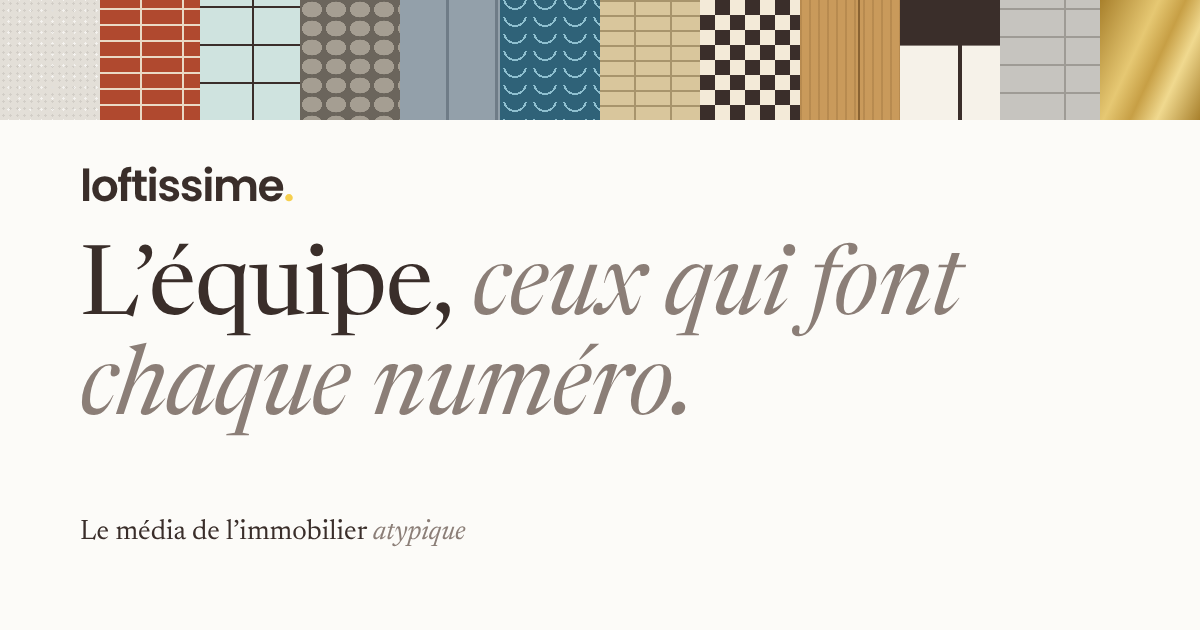 loftissime.
L’équipe, ceux qui font
chaque numéro.
Le média de l’immobilier atypique